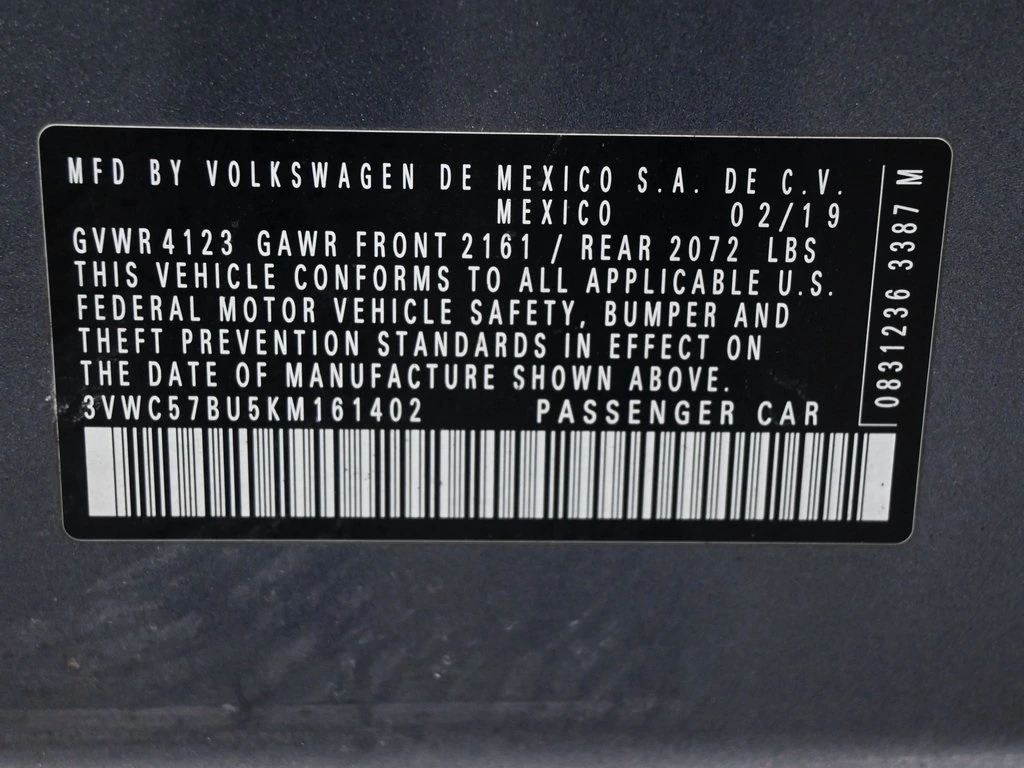 MFD BY VOLKSWAGEN DE MEXICO S.A. DE C.V.
MEXICO 02/19
GVWR 4123 GAWR FRONT 2161 / REAR 2072 LBS
THIS VEHICLE CONFORMS TO ALL APPLICABLE U.S.
FEDERAL MOTOR VEHICLE SAFETY, BUMPER AND
THEFT PREVENTION STANDARDS IN EFFECT ON
THE DATE OF MANUFACTURE SHOWN ABOVE.
3VWC57BU5KM161402 PASSENGER CAR
0831236 3387 M